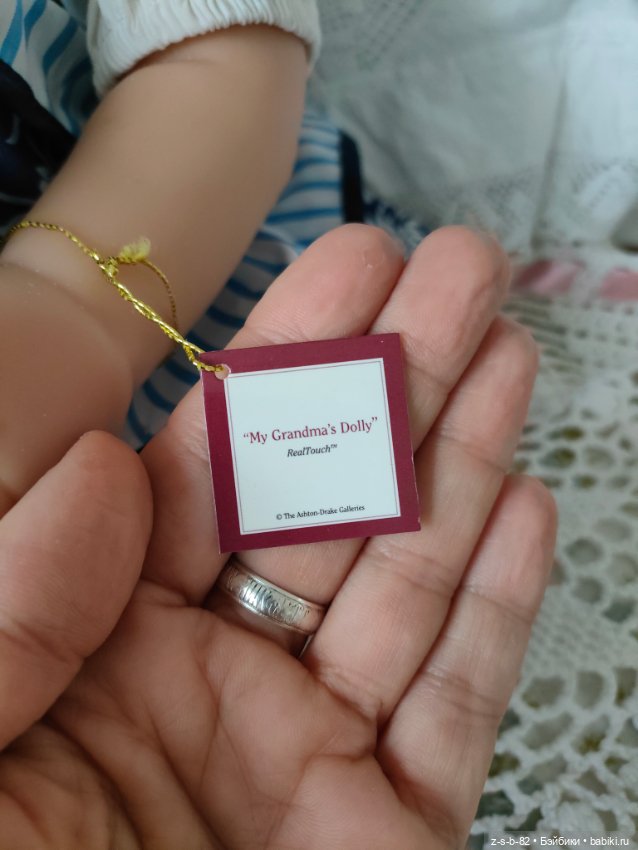 “My Grandma’s Dolly”
RealTouch™
© The Ashton-Drake Galleries
z-s-b-82 • Бэйбики • babiki.ru